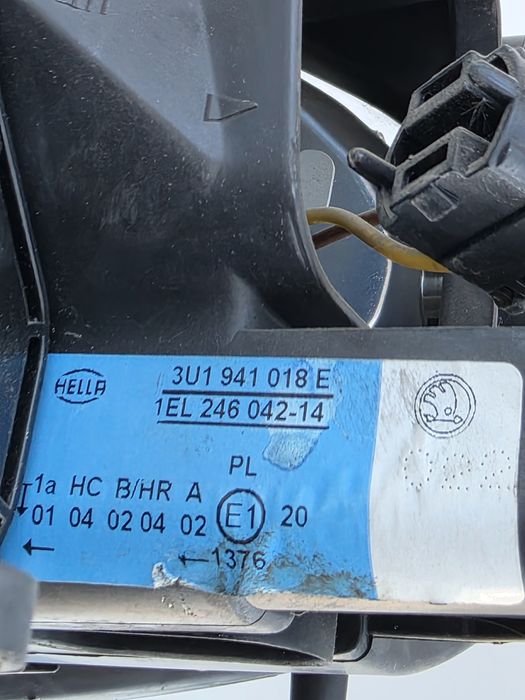 HELLA
3U1 941 018 E
1EL 246 042-14
PL
1a HC B/HR A
01 04 02 04 02 E1 20
←
←1376